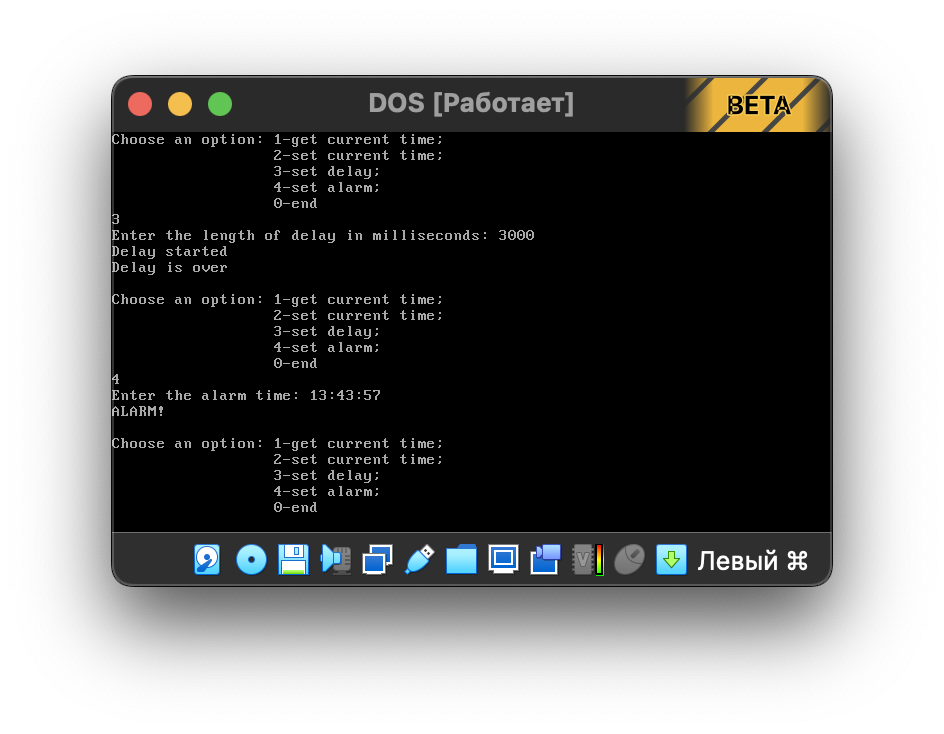 DOS [Работает]
BETA
Choose an option: 1-get current time;
2-set current time;
3-set delay;
4-set alarm;
0-end
3
Enter the length of delay in milliseconds: 3000
Delay started
Delay is over
Choose an option: 1-get current time;
2-set current time;
3-set delay;
4-set alarm;
0-end
4
Enter the alarm time: 13:43:57
ALARM!
Choose an option: 1-get current time;
2-set current time;
3-set delay;
4-set alarm;
0-end
V
Левый ⌘